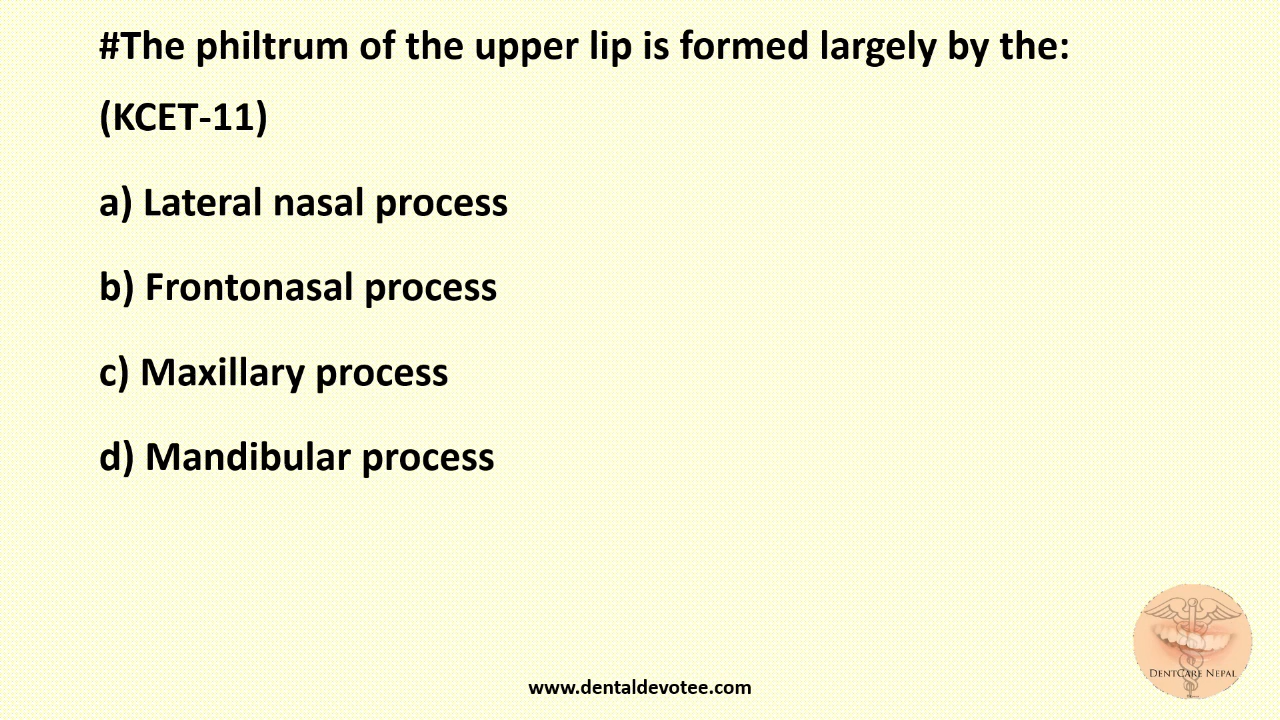 #The philtrum of the upper lip is formed largely by the:
(KCET-11)
a) Lateral nasal process
b) Frontonasal process
c) Maxillary process
d) Mandibular process
DENTCARE NEPAL
www.dentaldevotee.com